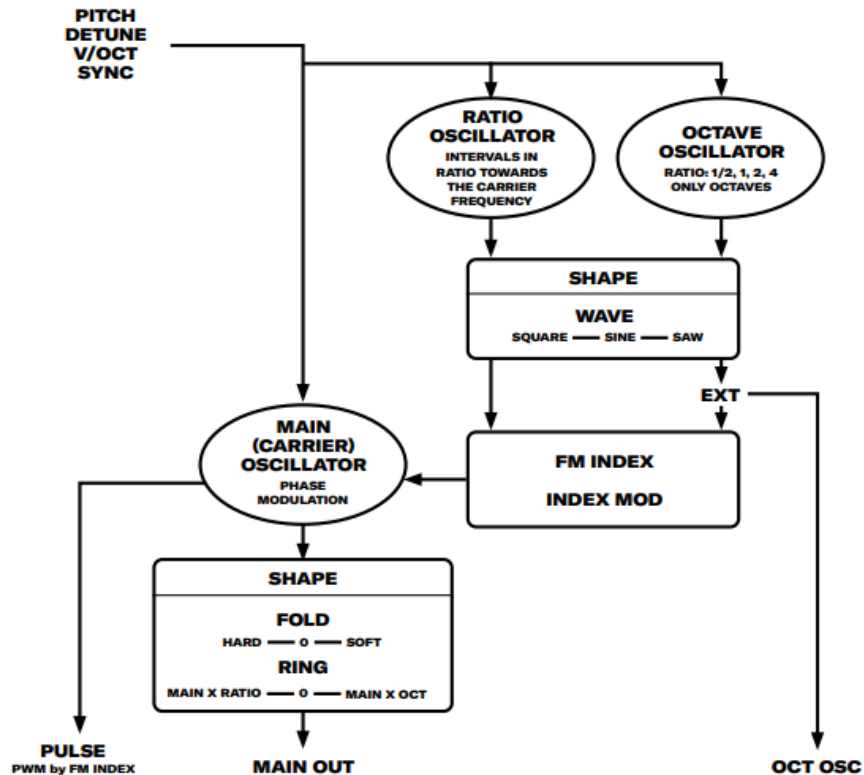 PITCH
DETUNE
V/OCT
SYNC
RATIO
OSCILLATOR
INTERVALS IN
RATIO TOWARDS
THE CARRIER
FREQUENCY
OCTAVE
OSCILLATOR
RATIO: 1/2, 1, 2, 4
ONLY OCTAVES
SHAPE
WAVE
SQUARE — SINE — SAW
EXT
MAIN
(CARRIER)
OSCILLATOR
PHASE
MODULATION
FM INDEX
INDEX MOD
SHAPE
FOLD
HARD — 0 — SOFT
RING
MAIN X RATIO — 0 — MAIN X OCT
PULSE
PWM by FM INDEX
MAIN OUT
OCT OSC